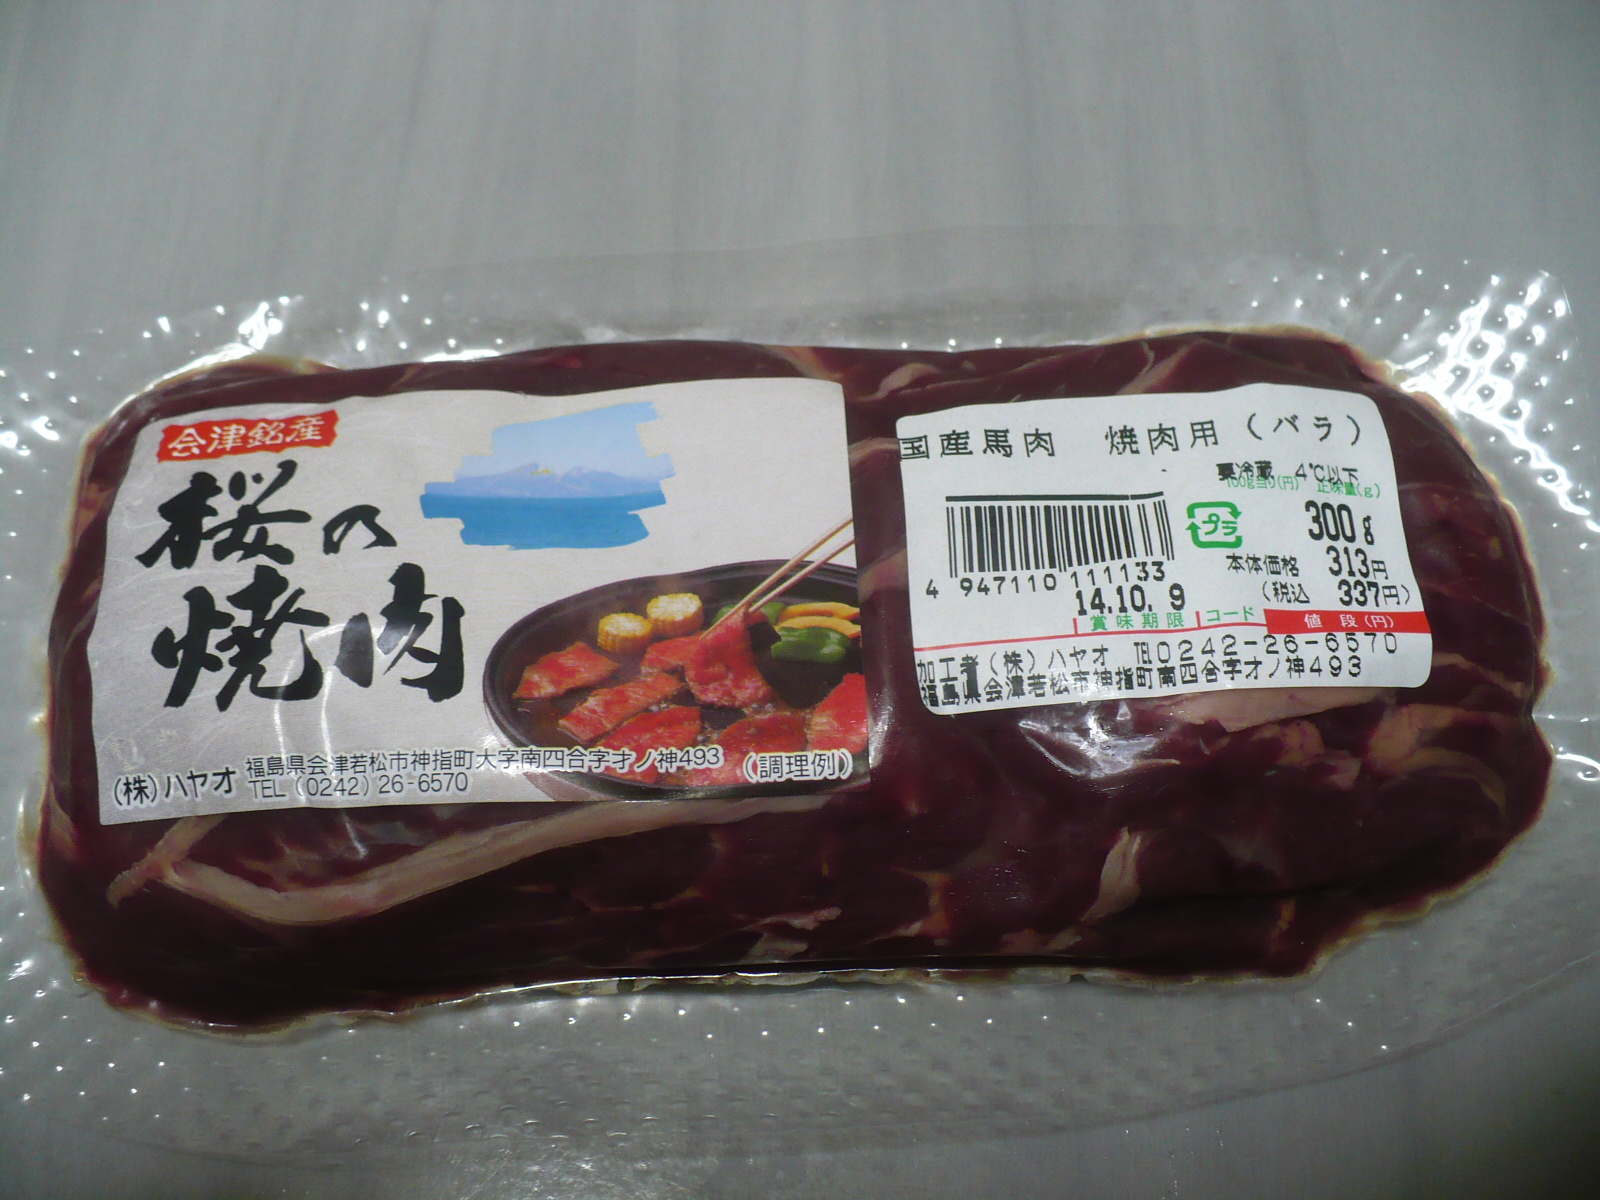 会津銘産
桜の
焼肉
(株)ハヤオ
福島県会津若松市神指町大字南四合字オノ神493
TEL (0242) 26-6570
(調理例)
国産馬肉 焼肉用(バラ)
要冷蔵 4℃以下
100g当り(円) 正味量(g)
プラ
300g
本体価格 313円
(税込 337円)
4 947110 111133
14.10. 9
賞味期限 コード 値段(円)
加工者(株)ハヤオ TEL0242-26-6570
福島県会津若松市神指町南四合字オノ神493